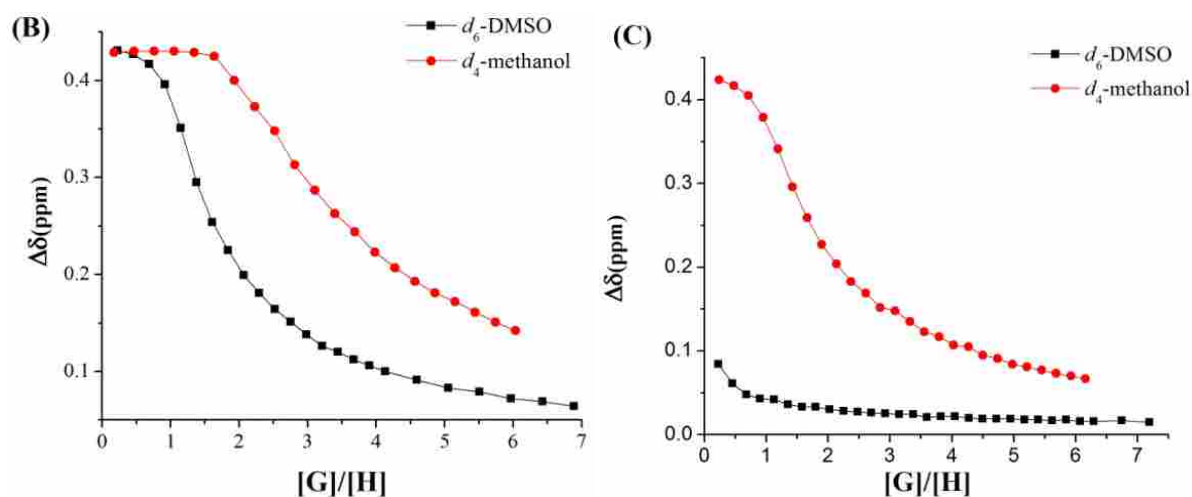 (B)
d6-DMSO
d4-methanol
0.4
0.3
0.2
0.1
Δδ(ppm)
0 1 2 3 4 5 6 7
[G]/[H]
(C)
d6-DMSO
d4-methanol
0.4
0.3
0.2
0.1
0.0
Δδ(ppm)
0 1 2 3 4 5 6 7
[G]/[H]